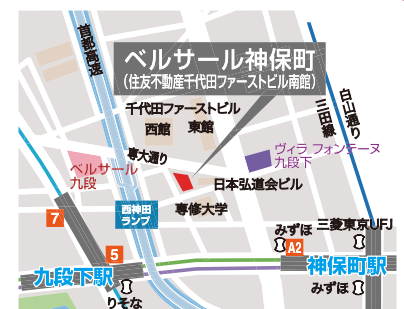 首都高速
ベルサール神保町
(住友不動産千代田ファーストビル南館)
千代田ファーストビル
西館
東館
白山通り
三田線
専大通り
ヴィラ フォンテーヌ
九段下
ベルサール
九段
日本弘道会ビル
専修大学
西神田
ランプ
7
5
みずほ
三菱東京UFJ
A2
九段下駅
神保町駅
りそな
みずほ